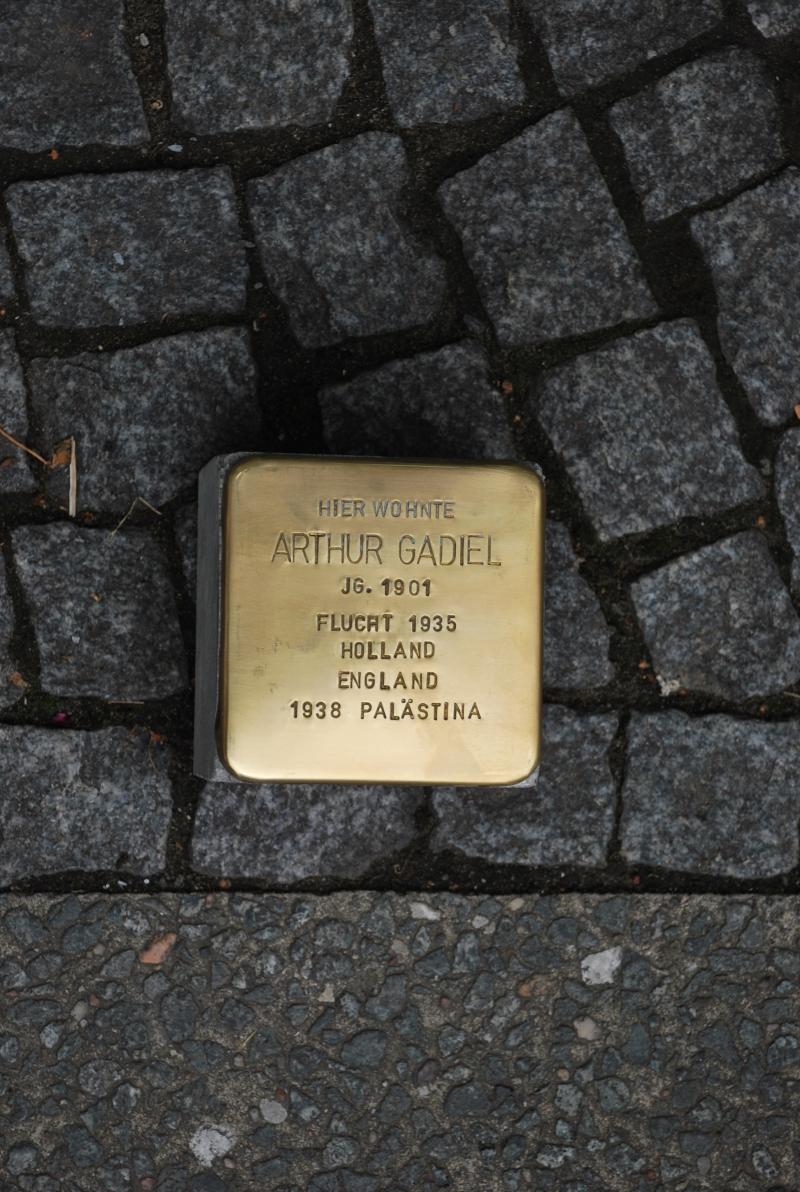 HIER WOHNTE
ARTHUR GADIEL
JG. 1901
FLUCHT 1935
HOLLAND
ENGLAND
1938 PALÄSTINA